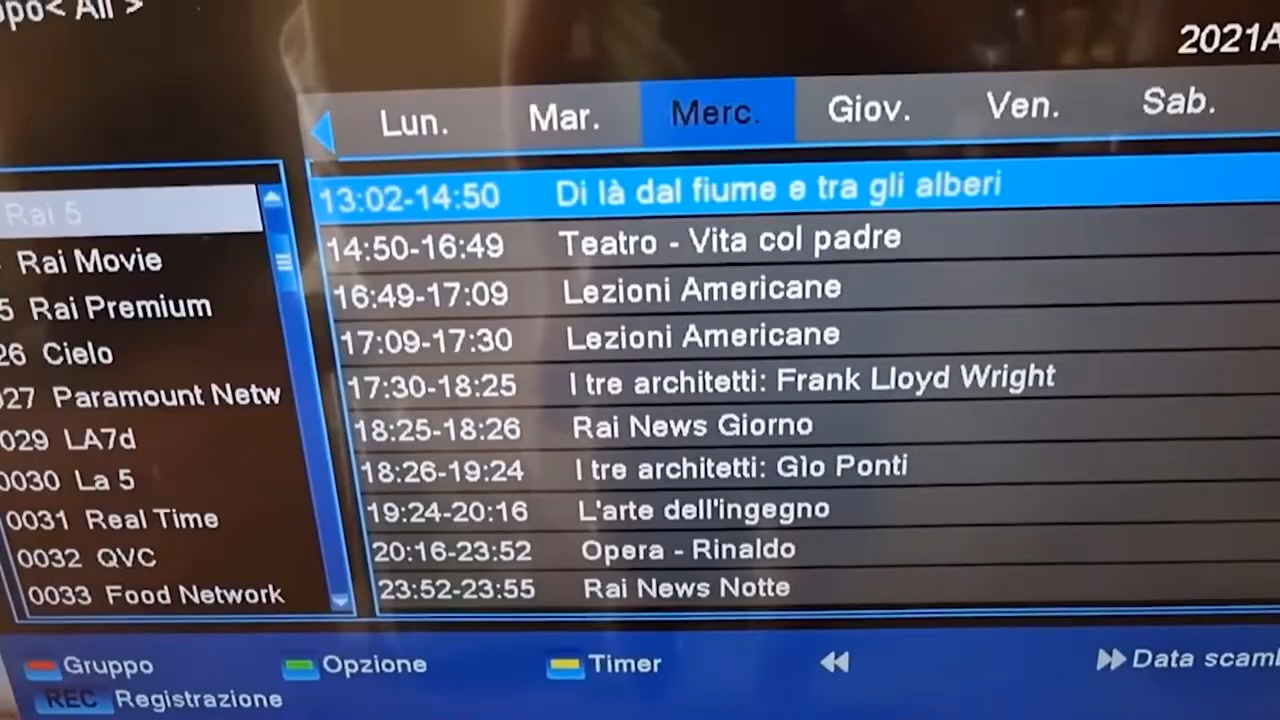 < All >
2021
Lun. Mar. Merc. Giov. Ven. Sab.
Rai 5
Rai Movie
5 Rai Premium
26 Cielo
027 Paramount Netw
029 LA7d
0030 La 5
0031 Real Time
0032 QVC
0033 Food Network
13:02-14:50 Di là dal fiume e tra gli alberi
14:50-16:49 Teatro - Vita col padre
16:49-17:09 Lezioni Americane
17:09-17:30 Lezioni Americane
17:30-18:25 I tre architetti: Frank Lloyd Wright
18:25-18:26 Rai News Giorno
18:26-19:24 I tre architetti: Gio Ponti
19:24-20:16 L'arte dell'ingegno
20:16-23:52 Opera - Rinaldo
23:52-23:55 Rai News Notte
Gruppo Opzione Timer Data scam
REC Registrazione